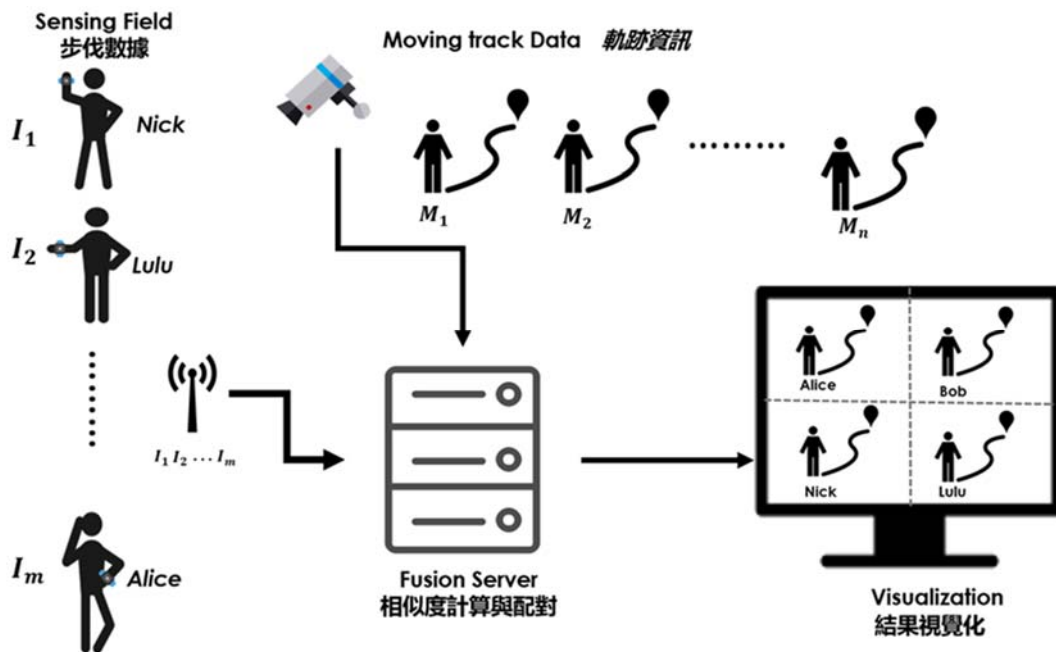 Sensing Field
步伐數據
I₁
Nick
I₂
Lulu
I₁ I₂ … Iₘ
Iₘ
Alice
Moving track Data 軌跡資訊
M₁
M₂
Mₙ
Fusion Server
相似度計算與配對
Alice
Bob
Nick
Lulu
Visualization
結果視覺化